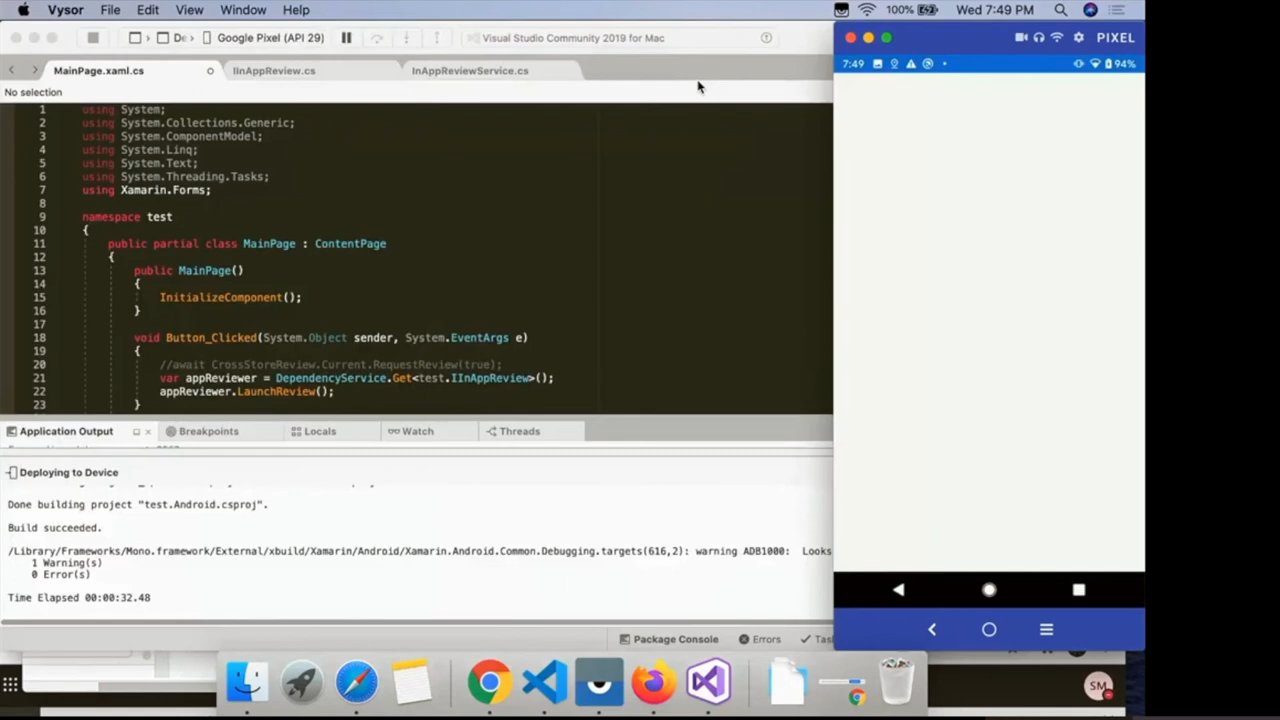 Vysor File Edit View Window Help 100% Wed 7:49 PM
De Google Pixel (API 29) Visual Studio Community 2019 for Mac
PIXEL
7:49 94%
MainPage.xaml.cs IInAppReview.cs InAppReviewService.cs
No selection
1 using System;
2 using System.Collections.Generic;
3 using System.ComponentModel;
4 using System.Linq;
5 using System.Text;
6 using System.Threading.Tasks;
7 using Xamarin.Forms;
8
9 namespace test
10 {
11 public partial class MainPage : ContentPage
12 {
13 public MainPage()
14 {
15 InitializeComponent();
16 }
17
18 void Button_Clicked(System.Object sender, System.EventArgs e)
19 {
20 //await CrossStoreReview.Current.RequestReview(true);
21 var appReviewer = DependencyService.Get<test.IInAppReview>();
22 appReviewer.LaunchReview();
23 }
Application Output Breakpoints Locals Watch Threads
Deploying to Device
Done building project "test.Android.csproj".
Build succeeded.
/Library/Frameworks/Mono.framework/External/xbuild/Xamarin/Android/Xamarin.Android.Common.Debugging.targets(616,2): warning ADB1000: Looks
1 Warning(s)
0 Error(s)
Time Elapsed 00:00:32.48
Package Console Errors Tas
SM